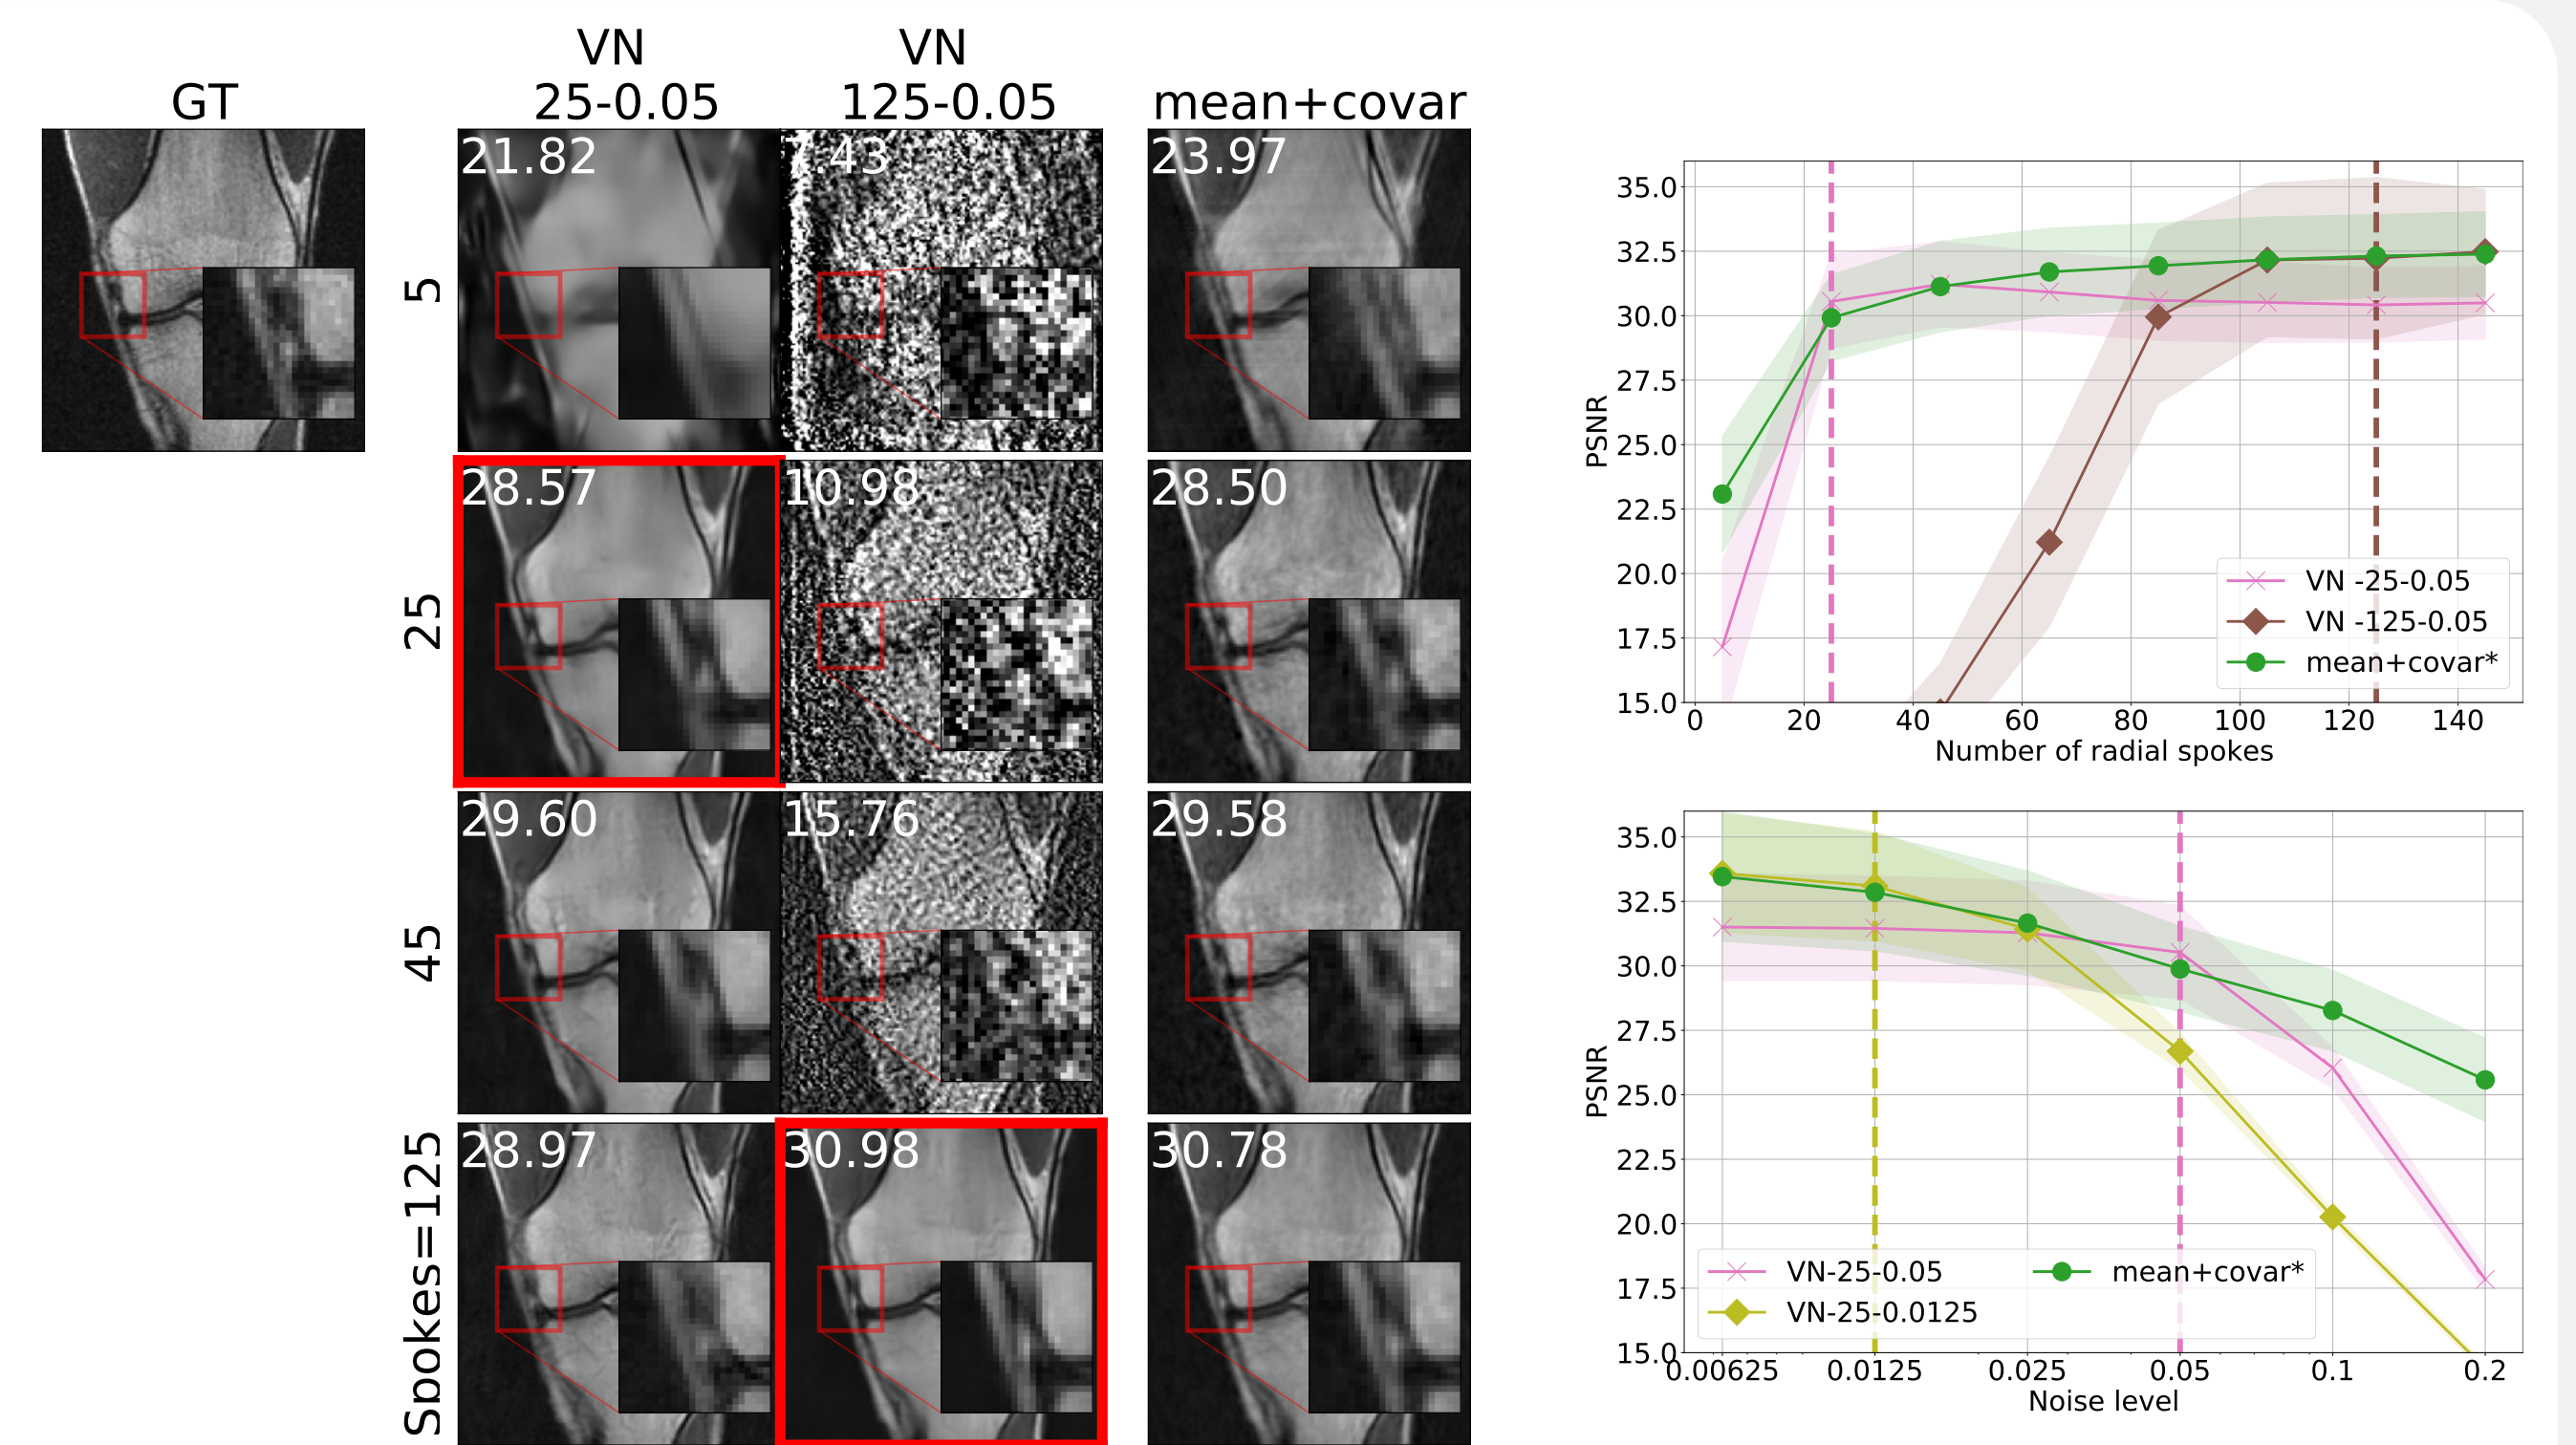 GT
VN
25-0.05
VN
125-0.05
mean+covar
5
21.82
7.43
23.97
25
28.57
10.98
28.50
45
29.60
15.76
29.58
Spokes=125
28.97
30.98
30.78
PSNR
35.0
32.5
30.0
27.5
25.0
22.5
20.0
17.5
15.0
VN -25-0.05
VN -125-0.05
mean+covar*
0 20 40 60 80 100 120 140
Number of radial spokes
PSNR
35.0
32.5
30.0
27.5
25.0
22.5
20.0
17.5
15.0
VN-25-0.05
VN-25-0.0125
mean+covar*
0.00625 0.0125 0.025 0.05 0.1 0.2
Noise level